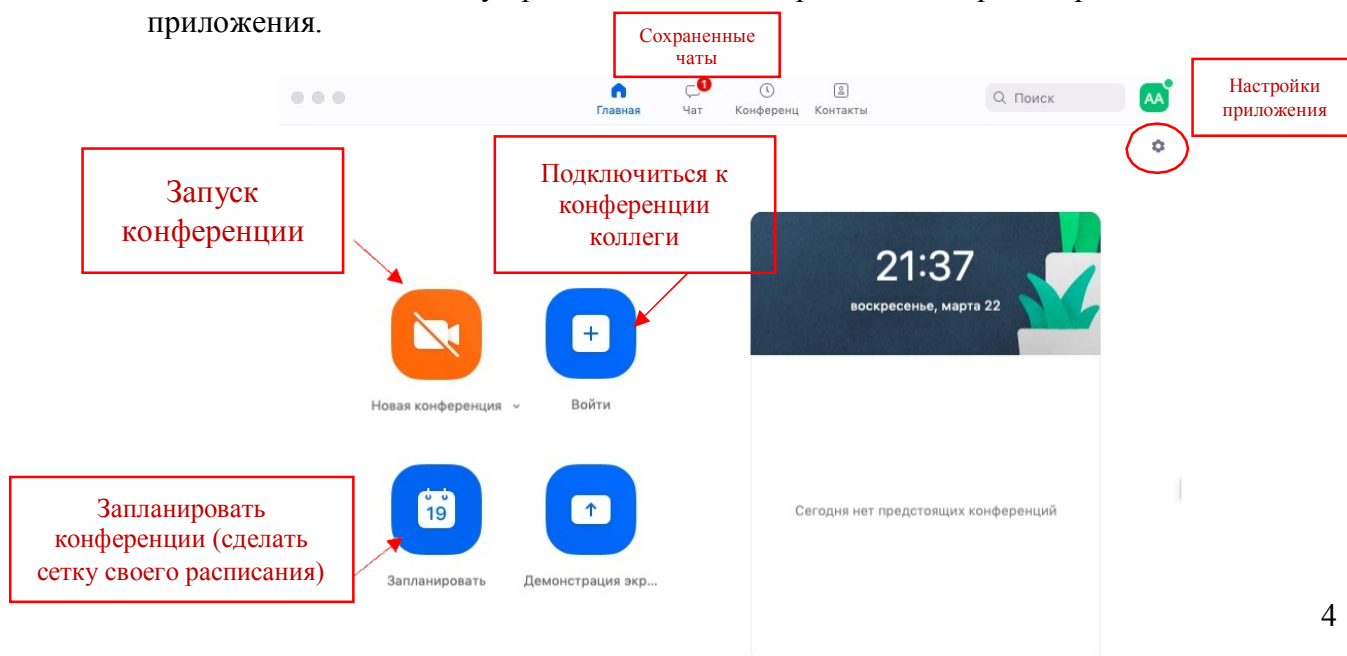 приложения.
Сохраненные
чаты
Настройки
приложения
1
Главная
Чат
Конференц
Контакты
Поиск
АА
Запуск
конференции
Подключиться к
конференции
коллеги
21:37
воскресенье, марта 22
Новая конференция
Войти
Запланировать
конференции (сделать
сетку своего расписания)
19
Запланировать
Демонстрация экр...
Сегодня нет предстоящих конференций
4